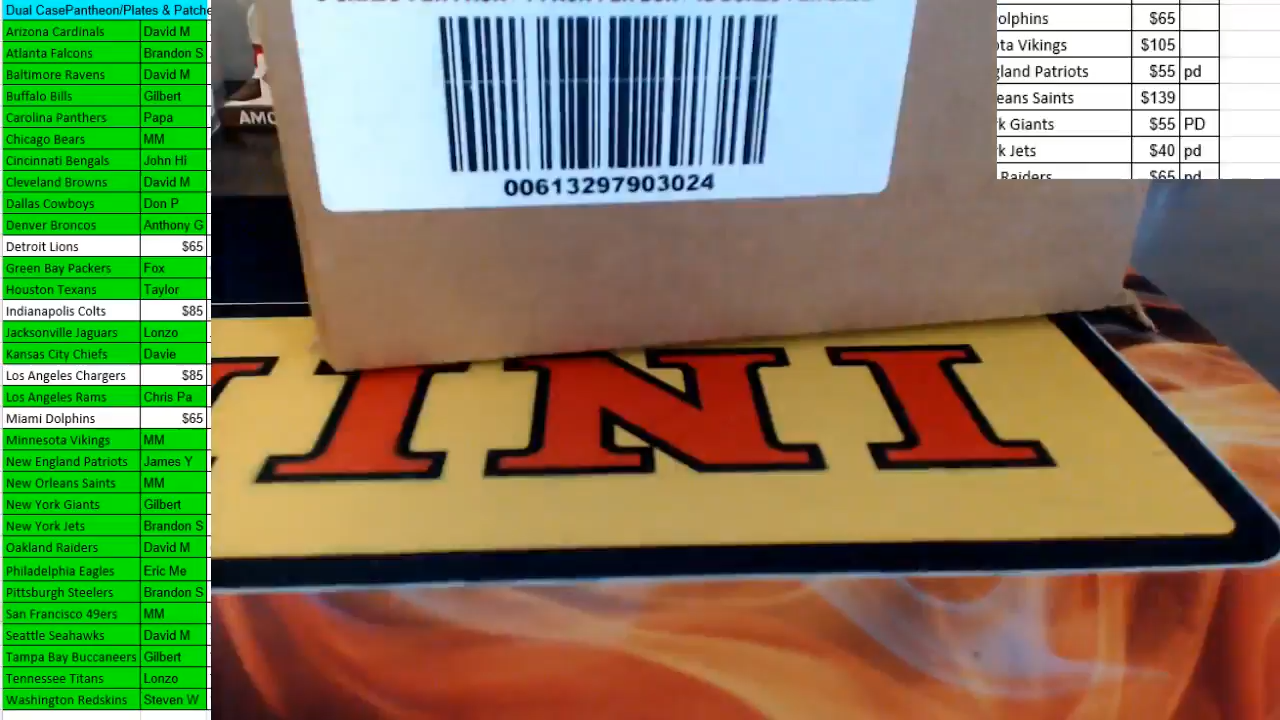 Dual CasePantheon/Plates & Patche
Arizona Cardinals David M
Atlanta Falcons Brandon S
Baltimore Ravens David M
Buffalo Bills Gilbert
Carolina Panthers Papa
Chicago Bears MM
Cincinnati Bengals John Hi
Cleveland Browns David M
Dallas Cowboys Don P
Denver Broncos Anthony G
Detroit Lions $65
Green Bay Packers Fox
Houston Texans Taylor
Indianapolis Colts $85
Jacksonville Jaguars Lonzo
Kansas City Chiefs Davie
Los Angeles Chargers $85
Los Angeles Rams Chris Pa
Miami Dolphins $65
Minnesota Vikings MM
New England Patriots James Y
New Orleans Saints MM
New York Giants Gilbert
New York Jets Brandon S
Oakland Raiders David M
Philadelphia Eagles Eric Me
Pittsburgh Steelers Brandon S
San Francisco 49ers MM
Seattle Seahawks David M
Tampa Bay Buccaneers Gilbert
Tennessee Titans Lonzo
Washington Redskins Steven W
AMO
00613297903024
INI
olphins $65
ota Vikings $105
gland Patriots $55 pd
eans Saints $139
k Giants $55 PD
k Jets $40 pd
Raiders $65 pd